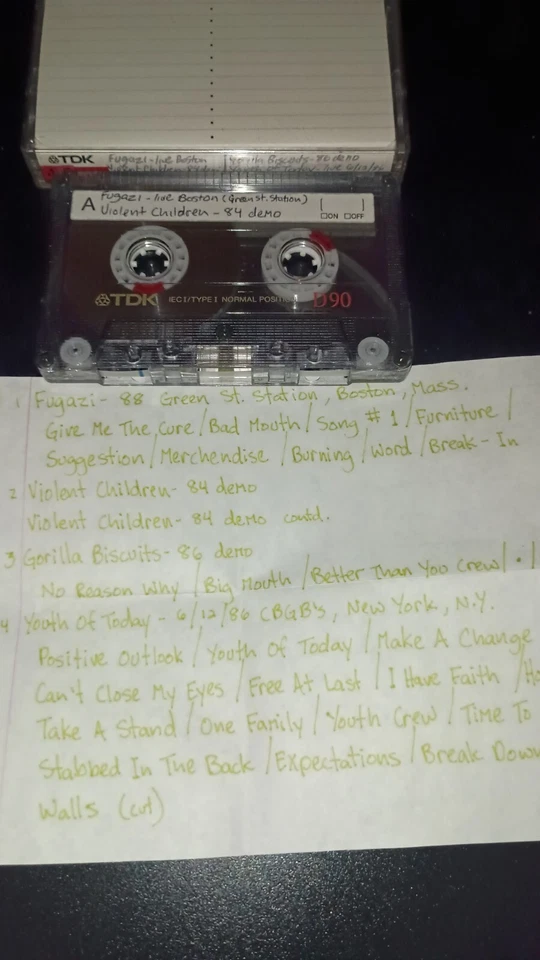 TDK Fugazi - live Boston
A Fugazi - live Boston (Green st. Station)
Violent Children - 84 demo
ON OFF
TDK IEC I/TYPE I NORMAL POSITION D90
1 Fugazi - 88 Green St. Station, Boston, Mass.
Give Me The Cure / Bad Mouth / Song #1 / Furniture /
Suggestion / Merchendise / Burning / Word / Break-In
2 Violent Children - 84 demo
Violent Children - 84 demo contd.
3 Gorilla Biscuits - 86 demo
No Reason Why / Big Mouth / Better Than You Crew / · /
4 Youth Of Today - 6/12/86 CBGB's, New York, N.Y.
Positive Outlook / Youth Of Today / Make A Change
Can't Close My Eyes / Free At Last / I Have Faith / Ho
Take A Stand / One Family / Youth Crew / Time To
Stabbed In The Back / Expectations / Break Down
Walls (cut)